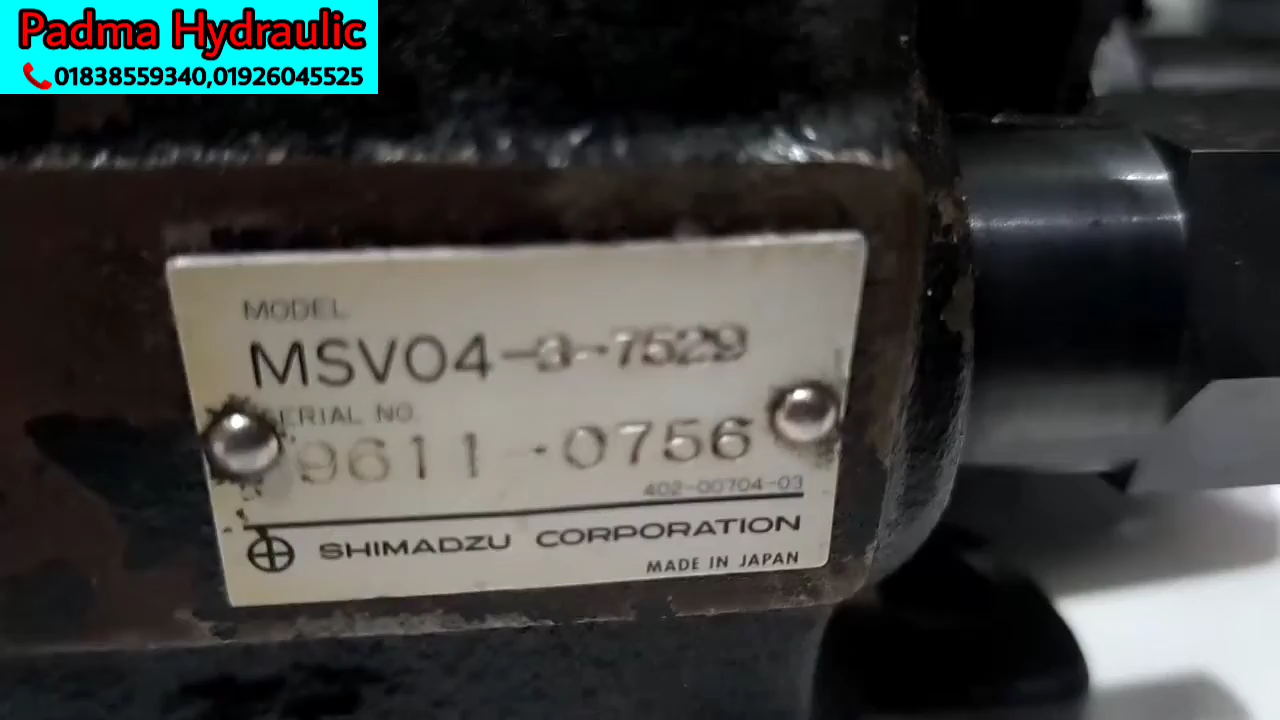 Padma Hydraulic
01838559340,01926045525
MODEL
MSV04-3-7529
SERIAL NO.
9611-0756
402-00704-03
SHIMADZU CORPORATION
MADE IN JAPAN